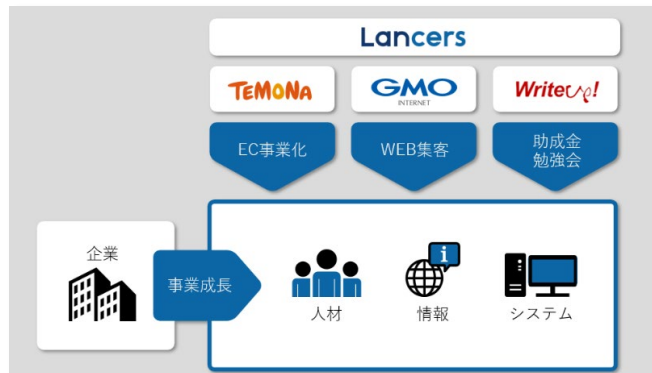 Lancers
TEMONA
GMO
INTERNET
Writeup!
EC事業化
WEB集客
助成金
勉強会
企業
事業成長
人材
情報
システム
i